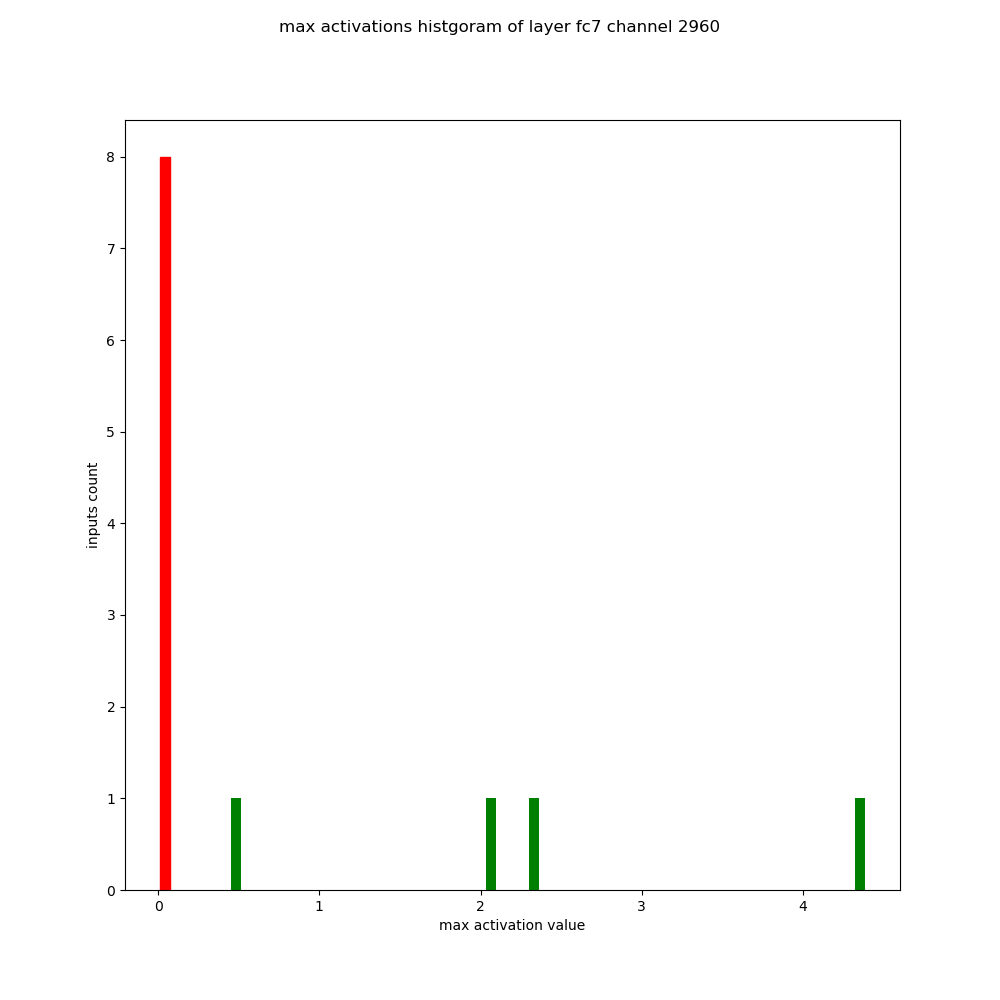 max activations histgoram of layer fc7 channel 2960
8
7
6
5
4
3
2
1
0
inputs count
0 1 2 3 4
max activation value